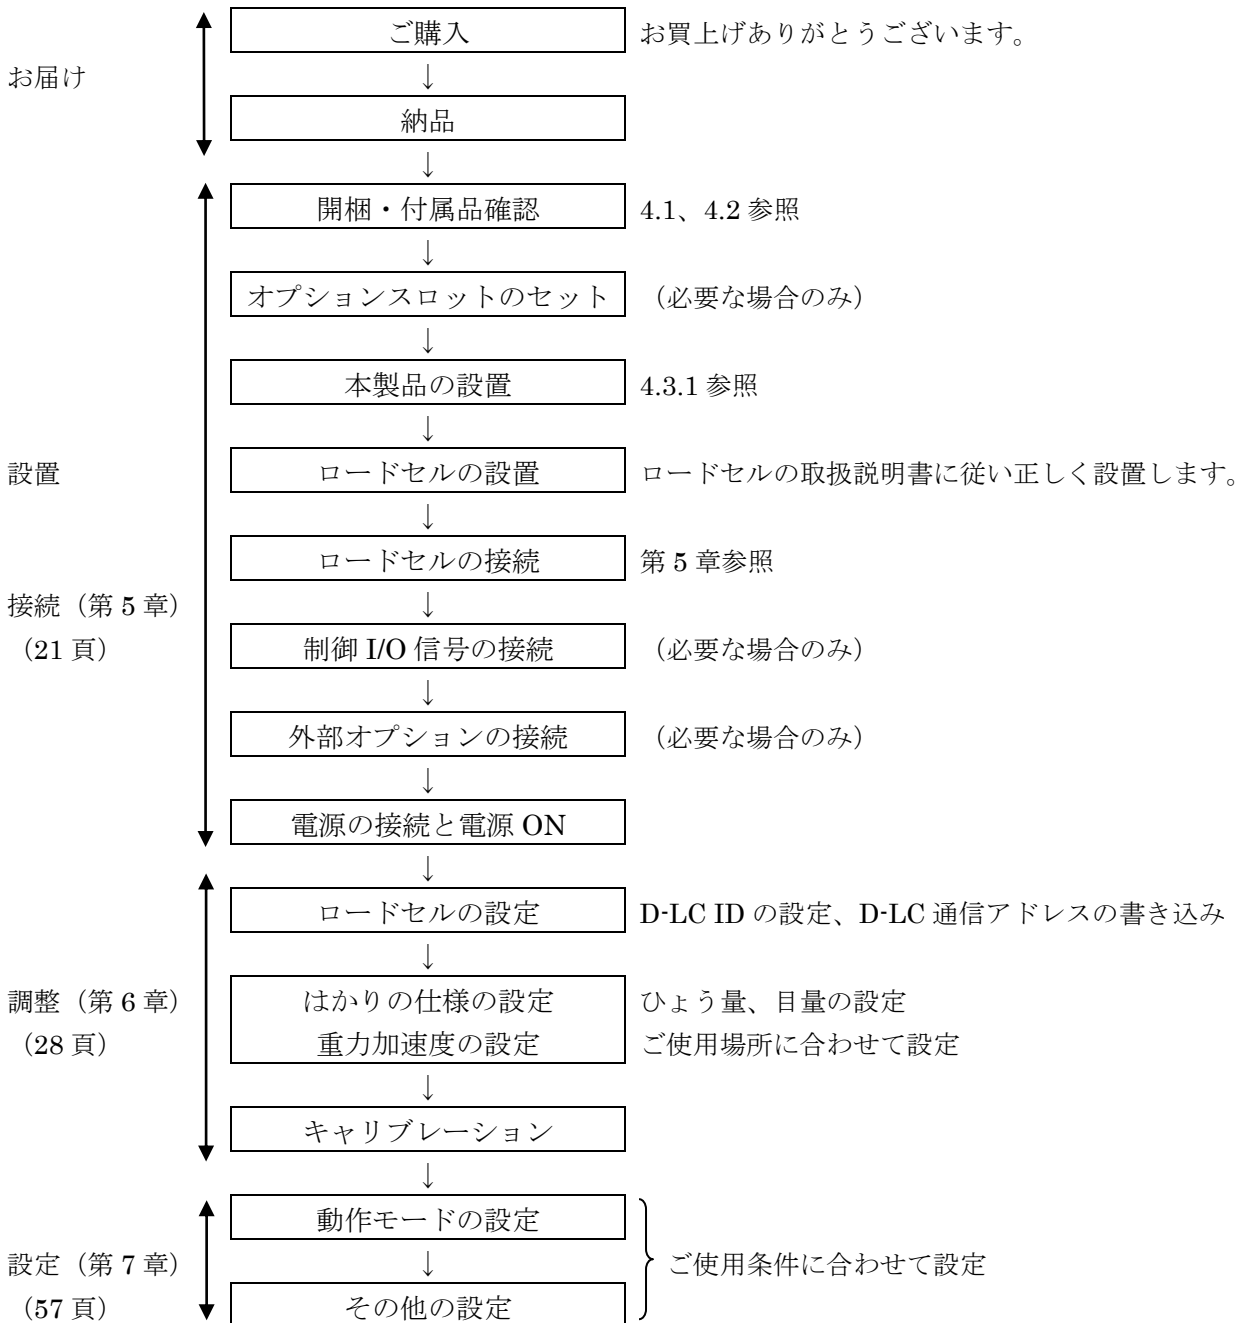 ご購入 お買上げありがとうございます。
お届け ↓
納品
↓
開梱・付属品確認 4.1、4.2 参照
↓
オプションスロットのセット （必要な場合のみ）
↓
本製品の設置 4.3.1 参照
↓
設置 ロードセルの設置 ロードセルの取扱説明書に従い正しく設置します。
↓
ロードセルの接続 第 5 章参照
接続（第 5 章） ↓
（21 頁） 制御 I/O 信号の接続 （必要な場合のみ）
↓
外部オプションの接続 （必要な場合のみ）
↓
電源の接続と電源 ON
↓
ロードセルの設定 D-LC ID の設定、D-LC 通信アドレスの書き込み
↓
調整（第 6 章） はかりの仕様の設定 ひょう量、目量の設定
（28 頁） 重力加速度の設定 ご使用場所に合わせて設定
↓
キャリブレーション
↓
動作モードの設定
設定（第 7 章） ↓ ご使用条件に合わせて設定
（57 頁） その他の設定